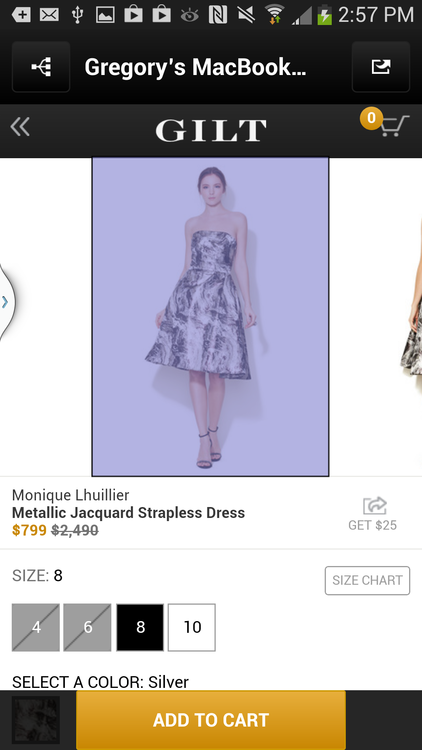 2:57 PM
Gregory's MacBook...
GILT
0
Monique Lhuillier
Metallic Jacquard Strapless Dress
$799 $2,490
GET $25
SIZE: 8
SIZE CHART
4 6 8 10
SELECT A COLOR: Silver
ADD TO CART